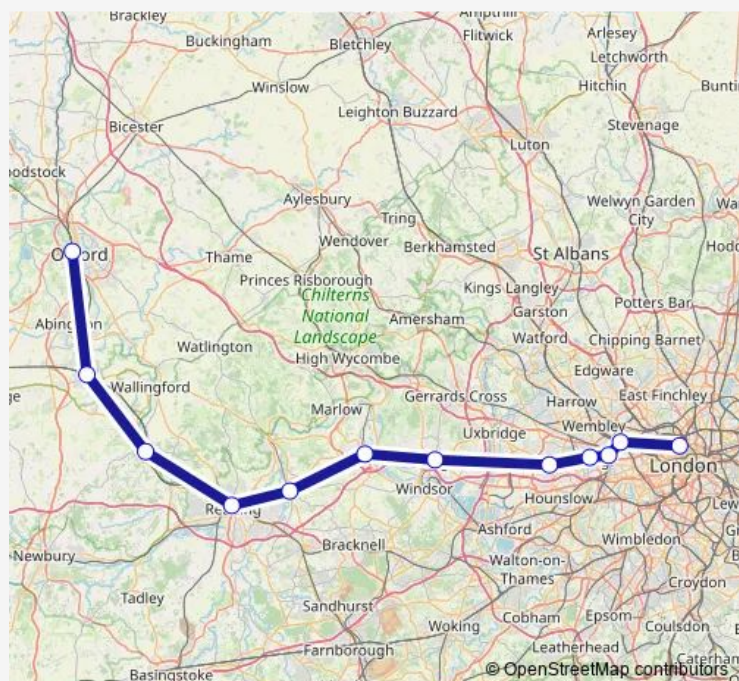 Brackley
Buckingham
Bletchley
Flitwick
Arlesey
Letchworth
Hitchin
Winslow
Leighton Buzzard
Stevenage
Bicester
Luton
Aylesbury
Tring
Welwyn Garden
City
Wendover
Berkhamsted
St Albans
Thame
Princes Risborough
Chilterns
National
Landscape
Kings Langley
Garston
Potters Bar
Amersham
Watford
Chipping Barnet
Watlington
High Wycombe
Edgware
Wallingford
Marlow
Gerrards Cross
Harrow
East Finchley
Uxbridge
Wembley
London
Windsor
Hounslow
Ashford
Wimbledon
Bracknell
Newbury
Walton-on-
Thames
Croydon
Tadley
Sandhurst
Cobham
Epsom
Coulsdon
Woking
Leatherhead
Farnborough
Basingstoke
© OpenStreetMap contributors